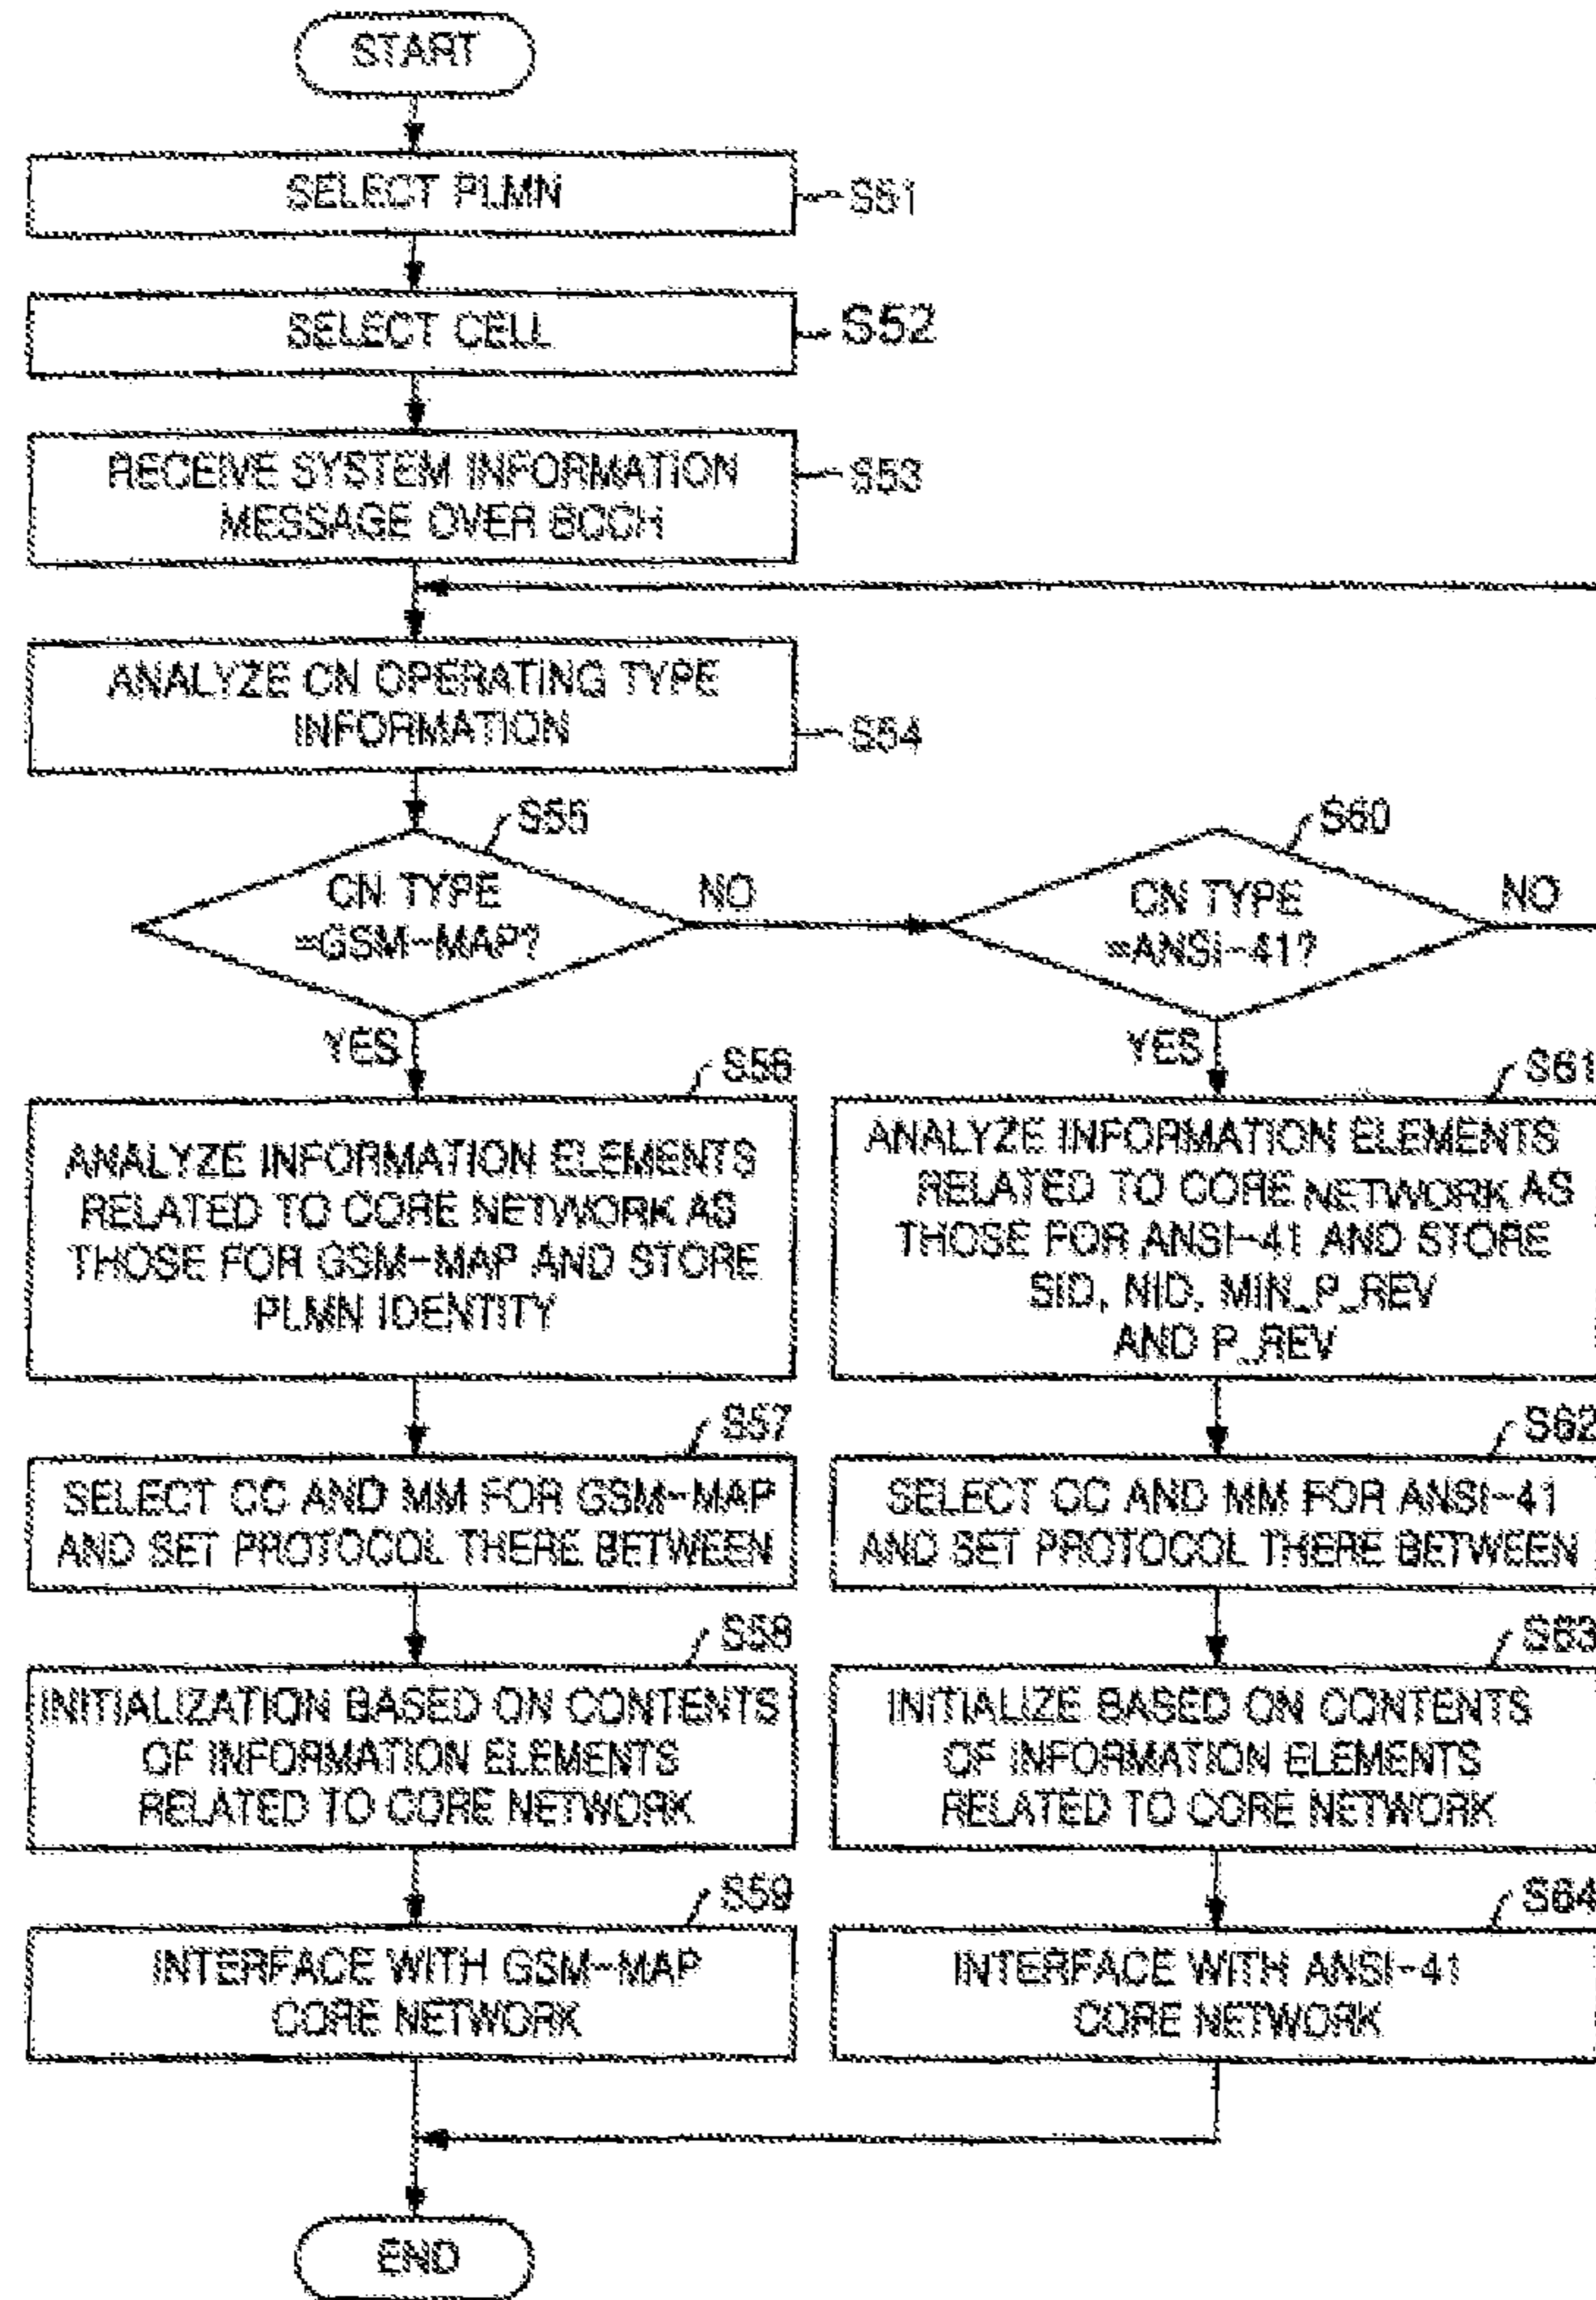 START
SELECT PLMN
S51
SELECT CELL
S52
RECEIVE SYSTEM INFORMATION
MESSAGE OVER BCCH
S53
ANALYZE CN OPERATING TYPE
INFORMATION
S54
S55
CN TYPE
=GSM-MAP?
NO
YES
S60
CN TYPE
=ANSI-41?
NO
YES
S56
ANALYZE INFORMATION ELEMENTS
RELATED TO CORE NETWORK AS
THOSE FOR GSM-MAP AND STORE
PLMN IDENTITY
S61
ANALYZE INFORMATION ELEMENTS
RELATED TO CORE NETWORK AS
THOSE FOR ANSI-41 AND STORE
SID, NID, MIN_P_REV
AND P_REV
S57
SELECT CC AND MM FOR GSM-MAP
AND SET PROTOCOL THERE BETWEEN
S62
SELECT CC AND MM FOR ANSI-41
AND SET PROTOCOL THERE BETWEEN
S58
INITIALIZATION BASED ON CONTENTS
OF INFORMATION ELEMENTS
RELATED TO CORE NETWORK
S63
INITIALIZE BASED ON CONTENTS
OF INFORMATION ELEMENTS
RELATED TO CORE NETWORK
S59
INTERFACE WITH GSM-MAP
CORE NETWORK
S64
INTERFACE WITH ANSI-41
CORE NETWORK
END